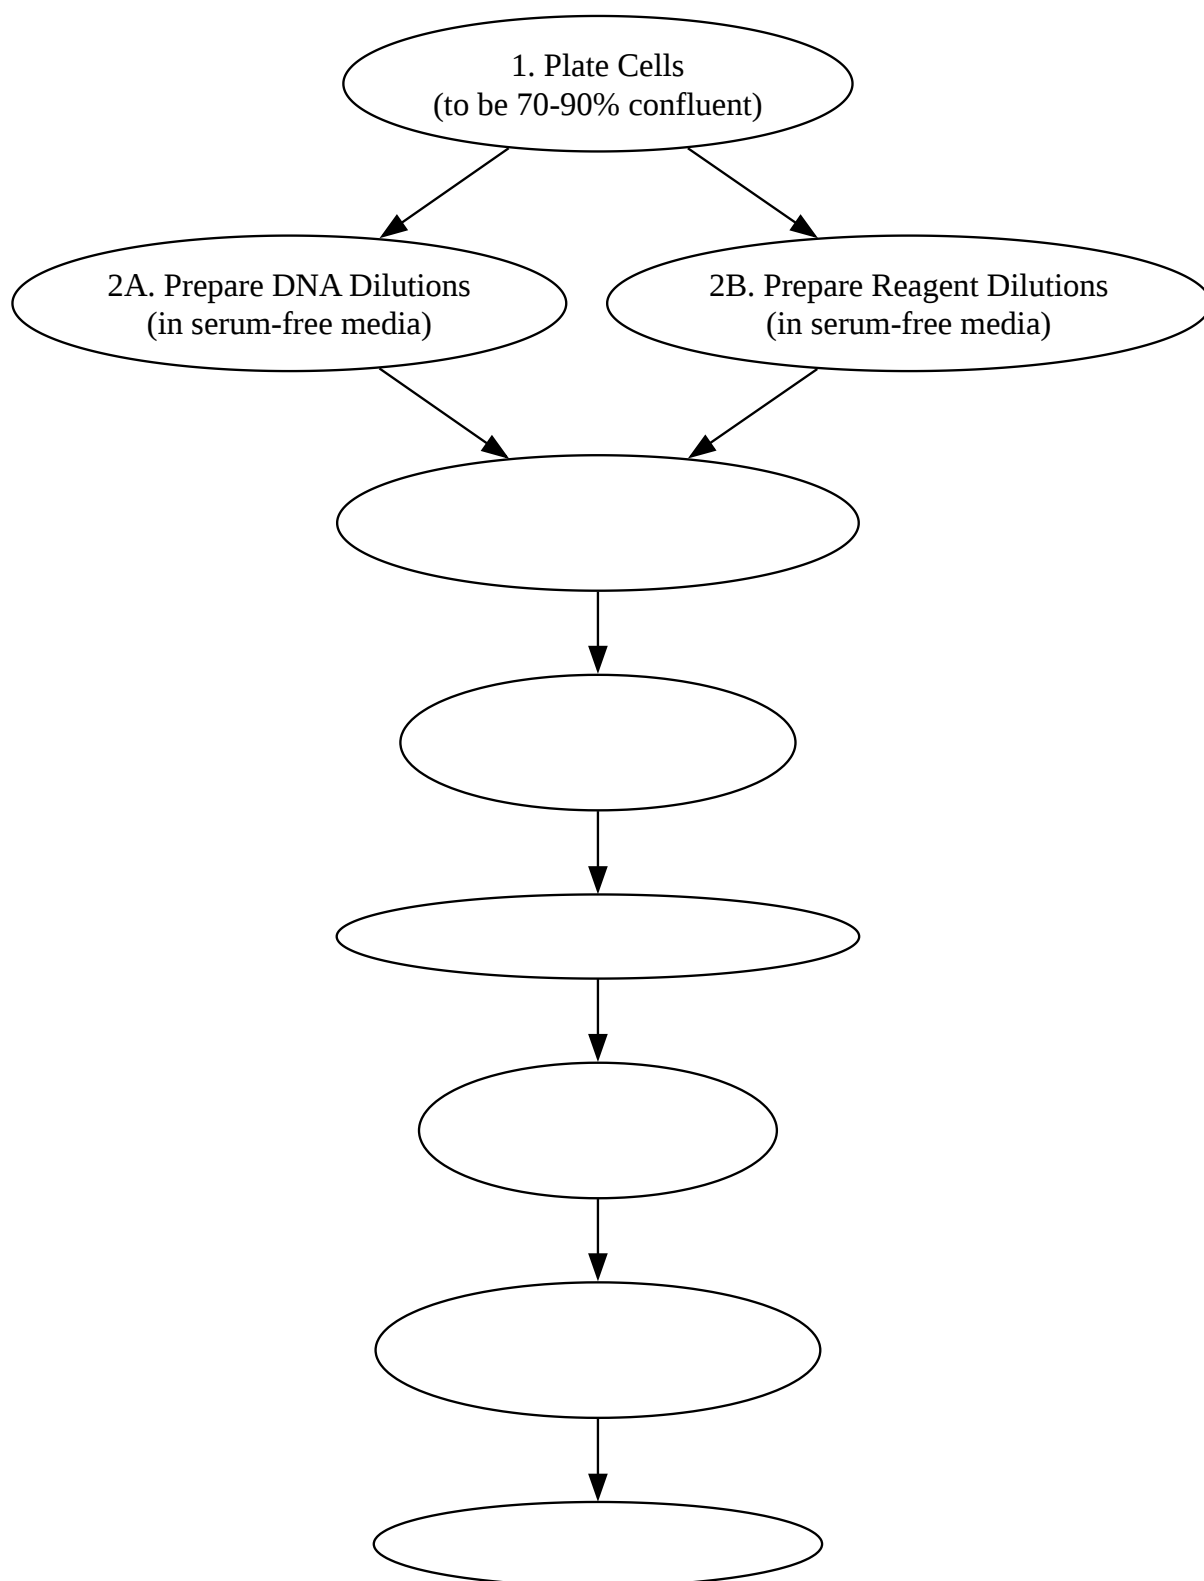 1. Plate Cells
(to be 70-90% confluent)
2A. Prepare DNA Dilutions
(in serum-free media)
2B. Prepare Reagent Dilutions
(in serum-free media)